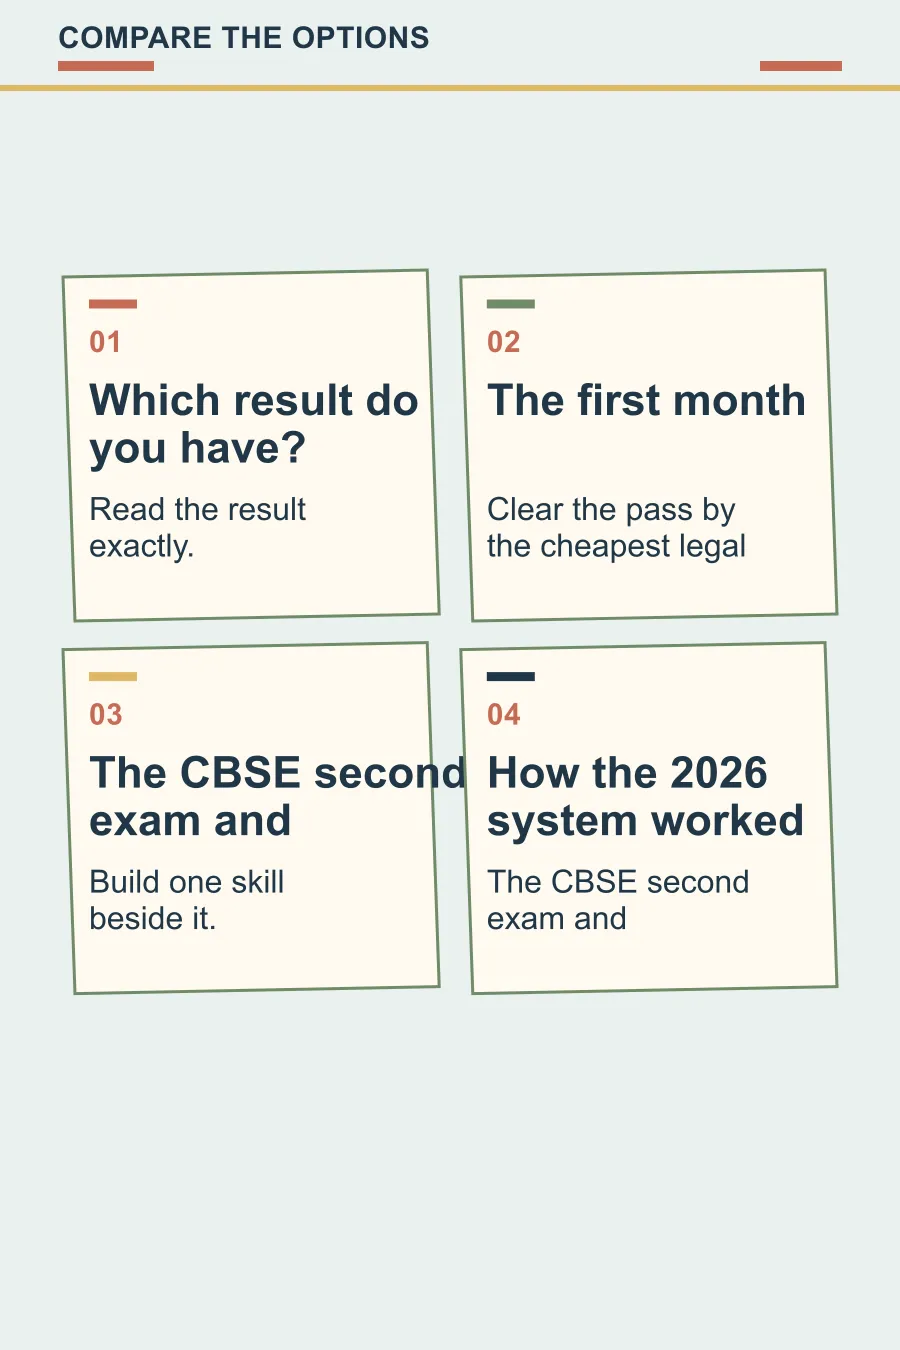 COMPARE THE OPTIONS
01
Which result do
you have?
Read the result
exactly.
02
The first month
Clear the pass by
the cheapest legal
03
The CBSE second
exam and
Build one skill
beside it.
04
How the 2026
system worked
The CBSE second
exam and